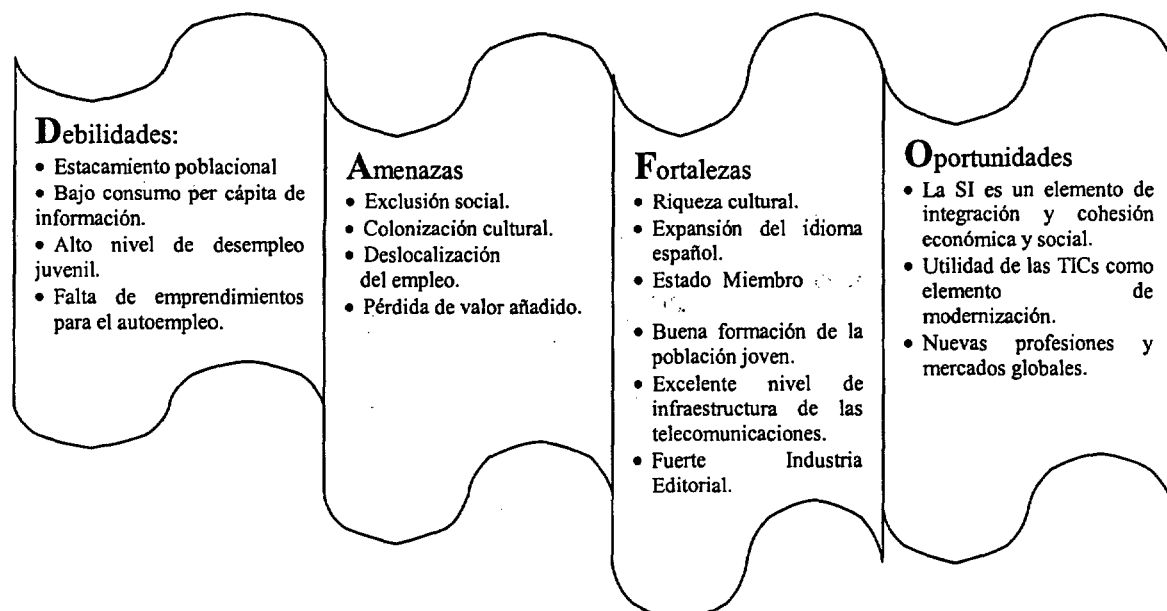 Debilidades:
• Estacamiento poblacional
• Bajo consumo per cápita de
información.
• Alto nivel de desempleo
juvenil.
• Falta de emprendimientos
para el autoempleo.
Amenazas
• Exclusión social.
• Colonización cultural.
• Deslocalización
del empleo.
• Pérdida de valor añadido.
Fortalezas
• Riqueza cultural.
• Expansión del idioma
español.
• Estado Miembro
• Buena formación de la
población joven.
• Excelente nivel de
infraestructura de las
telecomunicaciones.
• Fuerte Industria
Editorial.
Oportunidades
• La SI es un elemento de
integración y cohesión
económica y social.
• Utilidad de las TICs como
elemento de
modernización.
• Nuevas profesiones y
mercados globales.